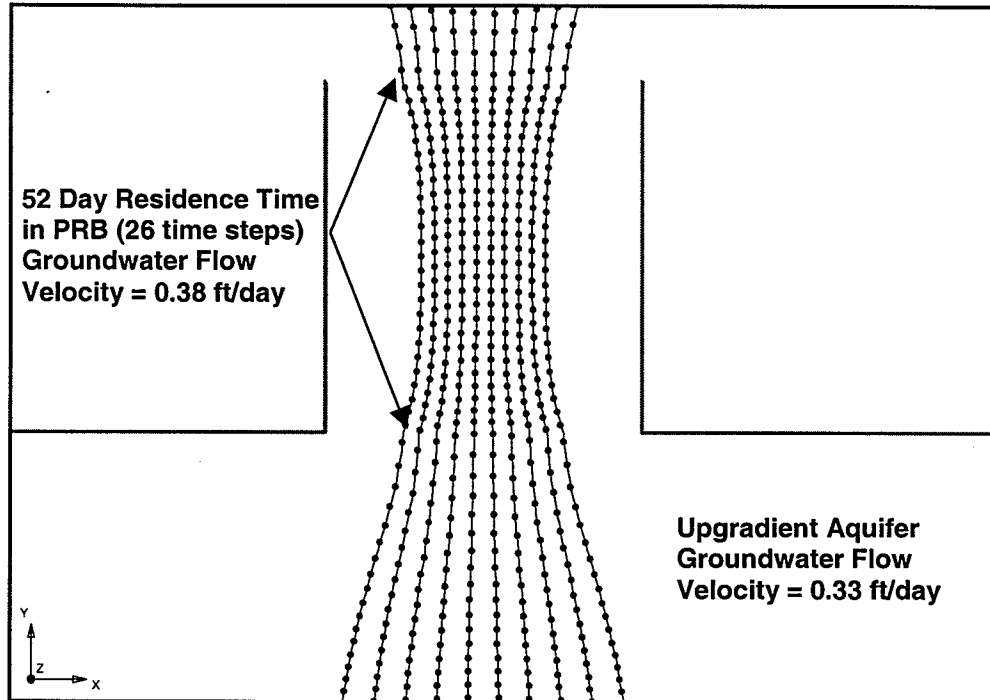 52 Day Residence Time
in PRB (26 time steps)
Groundwater Flow
Velocity = 0.38 ft/day
Upgradient Aquifer
Groundwater Flow
Velocity = 0.33 ft/day
Y
Z
X